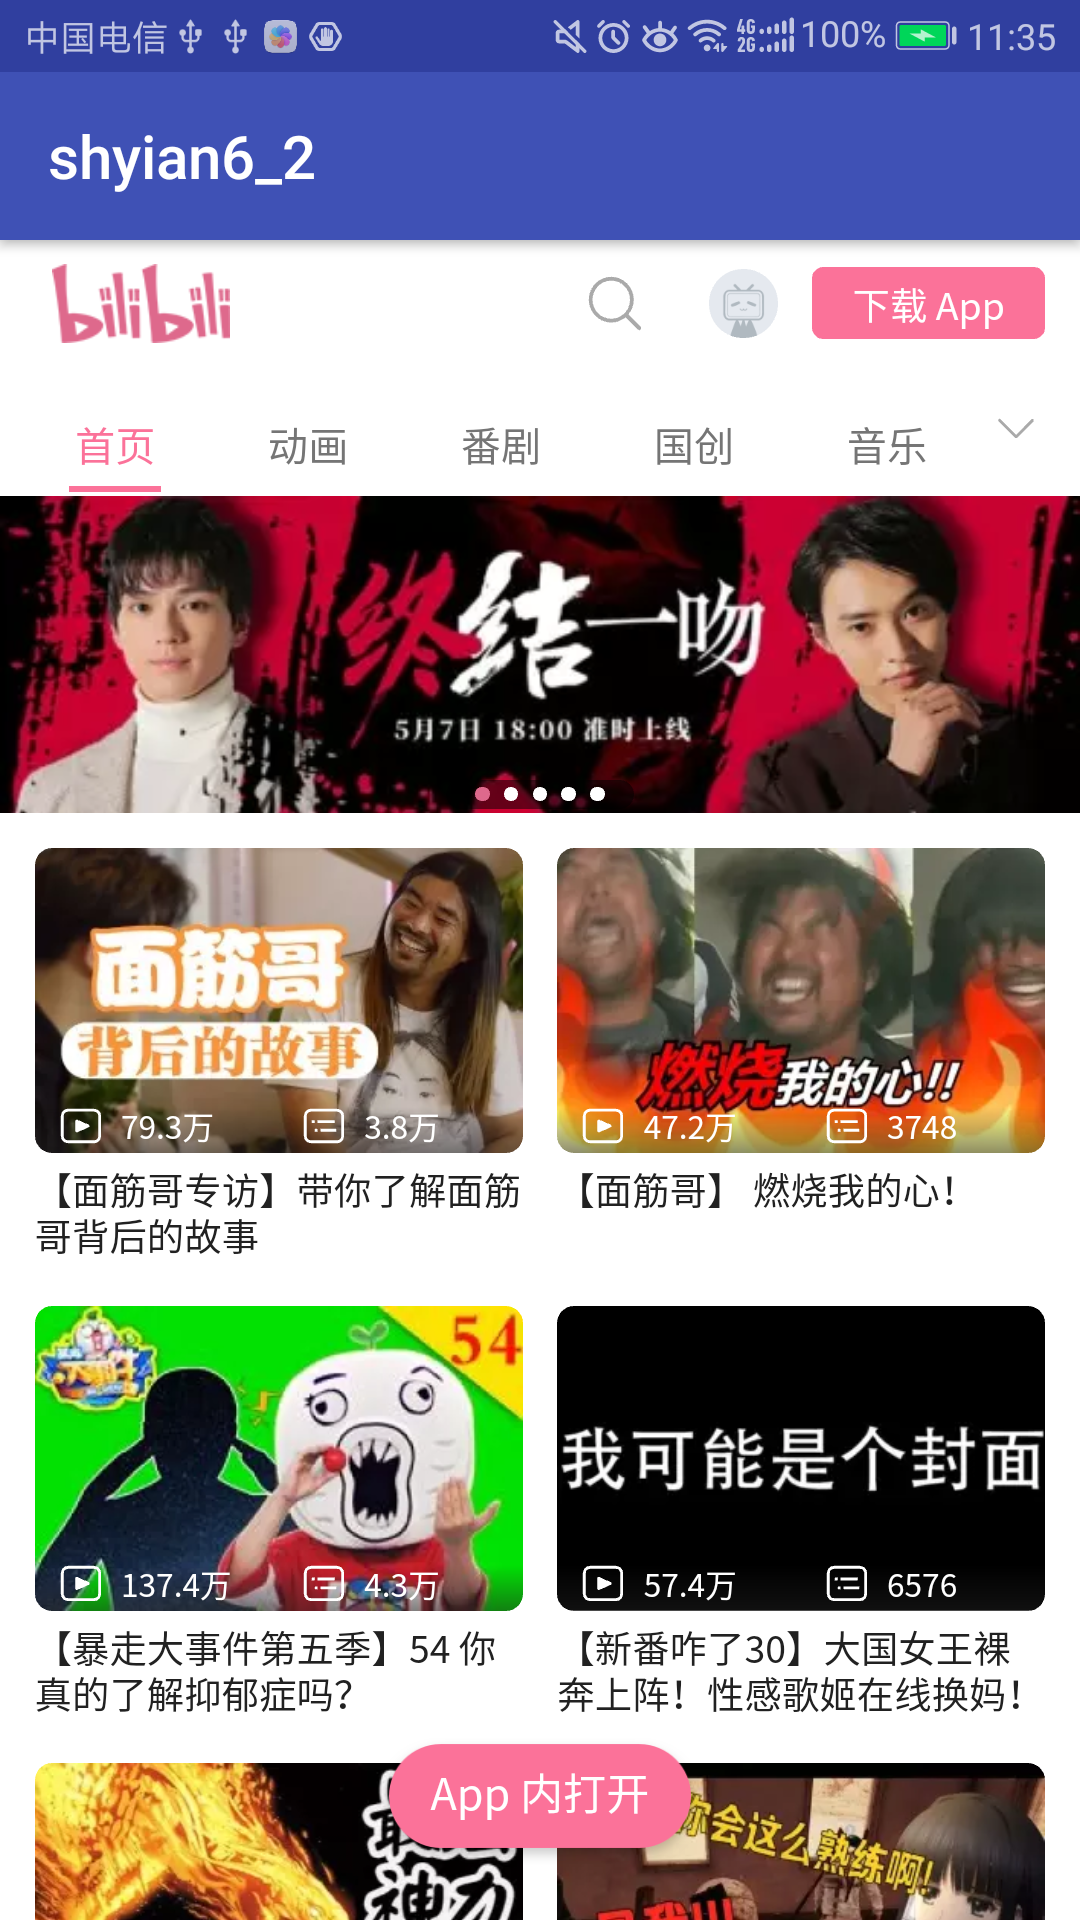 中国电信 4G 2G 100% 11:35
shyian6_2
bilibili 下载 App
首页 动画 番剧 国创 音乐
终结一吻
5月7日 18:00 准时上线
面筋哥
背后的故事
79.3万 3.8万
【面筋哥专访】带你了解面筋
哥背后的故事
燃烧我的心!!
47.2万 3748
【面筋哥】 燃烧我的心！
大事件
54
137.4万 4.3万
【暴走大事件第五季】54 你
真的了解抑郁症吗？
我可能是个封面
57.4万 6576
【新番咋了30】大国女王裸
奔上阵！性感歌姬在线换妈！
App 内打开
你会这么熟练啊!